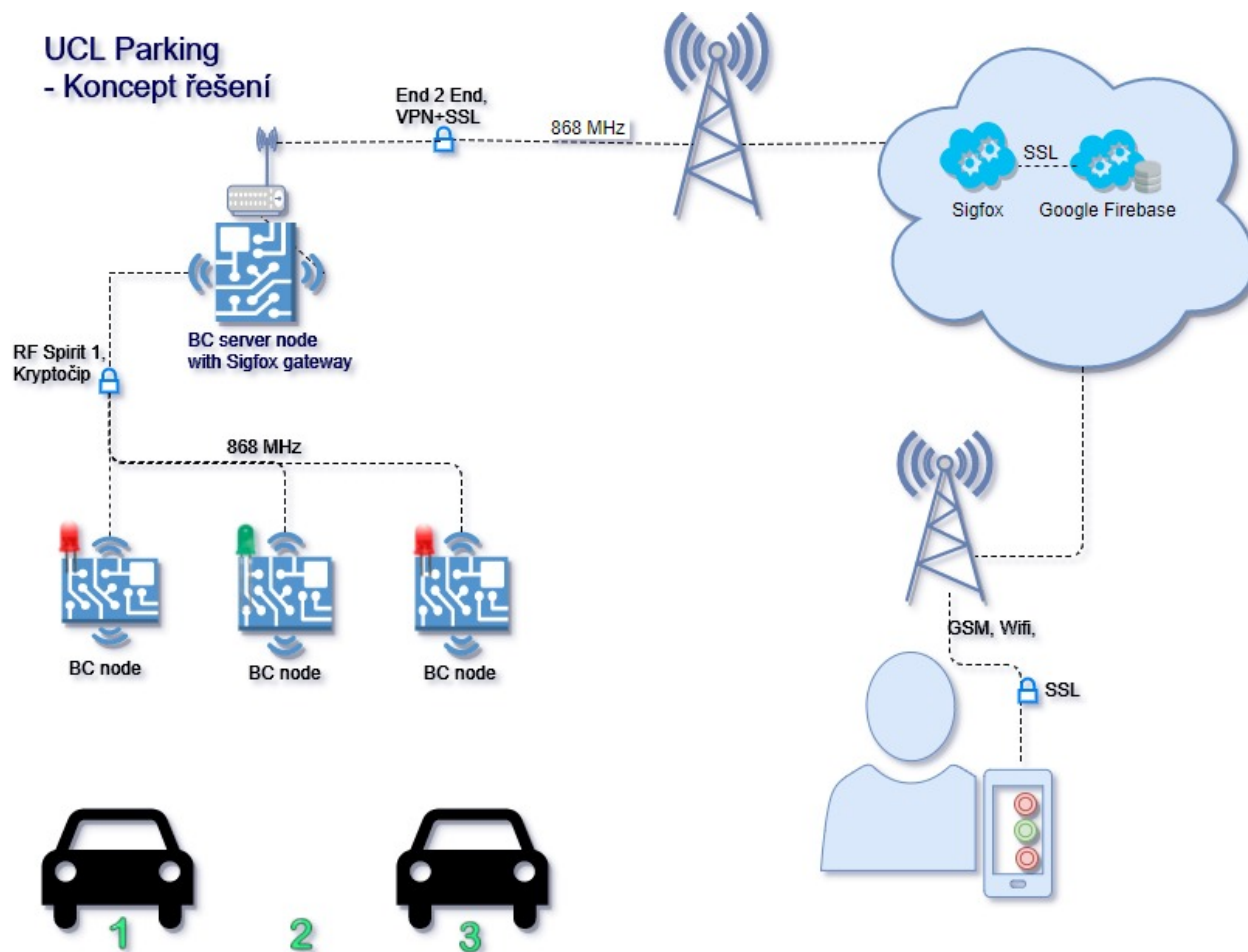 UCL Parking
- Koncept řešení
End 2 End,
VPN+SSL
868 MHz
SSL
Sigfox
Google Firebase
BC server node
with Sigfox gateway
RF Spirit 1,
Kryptočip
868 MHz
BC node
BC node
BC node
GSM, Wifi,
SSL
1
2
3